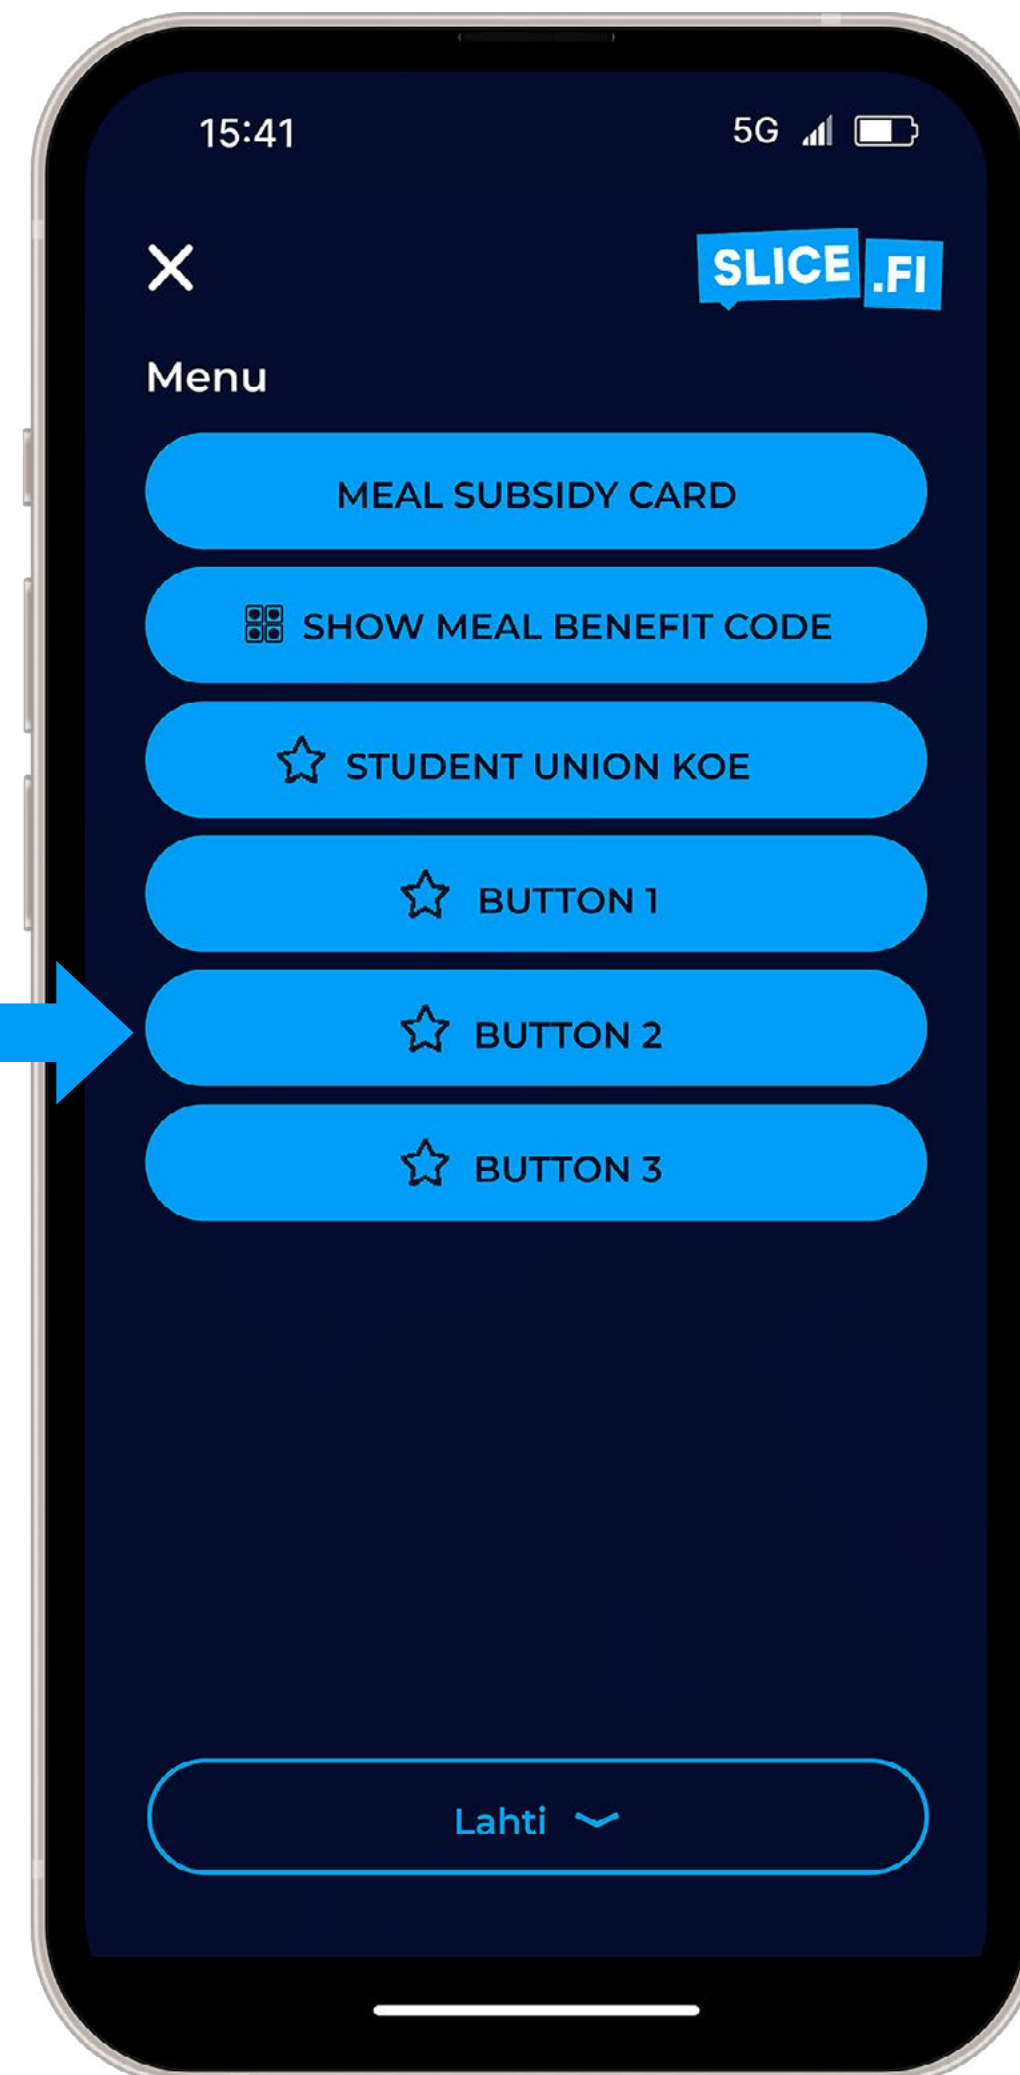 15:41 5G
SLICE .FI
Menu
MEAL SUBSIDY CARD
SHOW MEAL BENEFIT CODE
STUDENT UNION KOE
BUTTON 1
BUTTON 2
BUTTON 3
Lahti